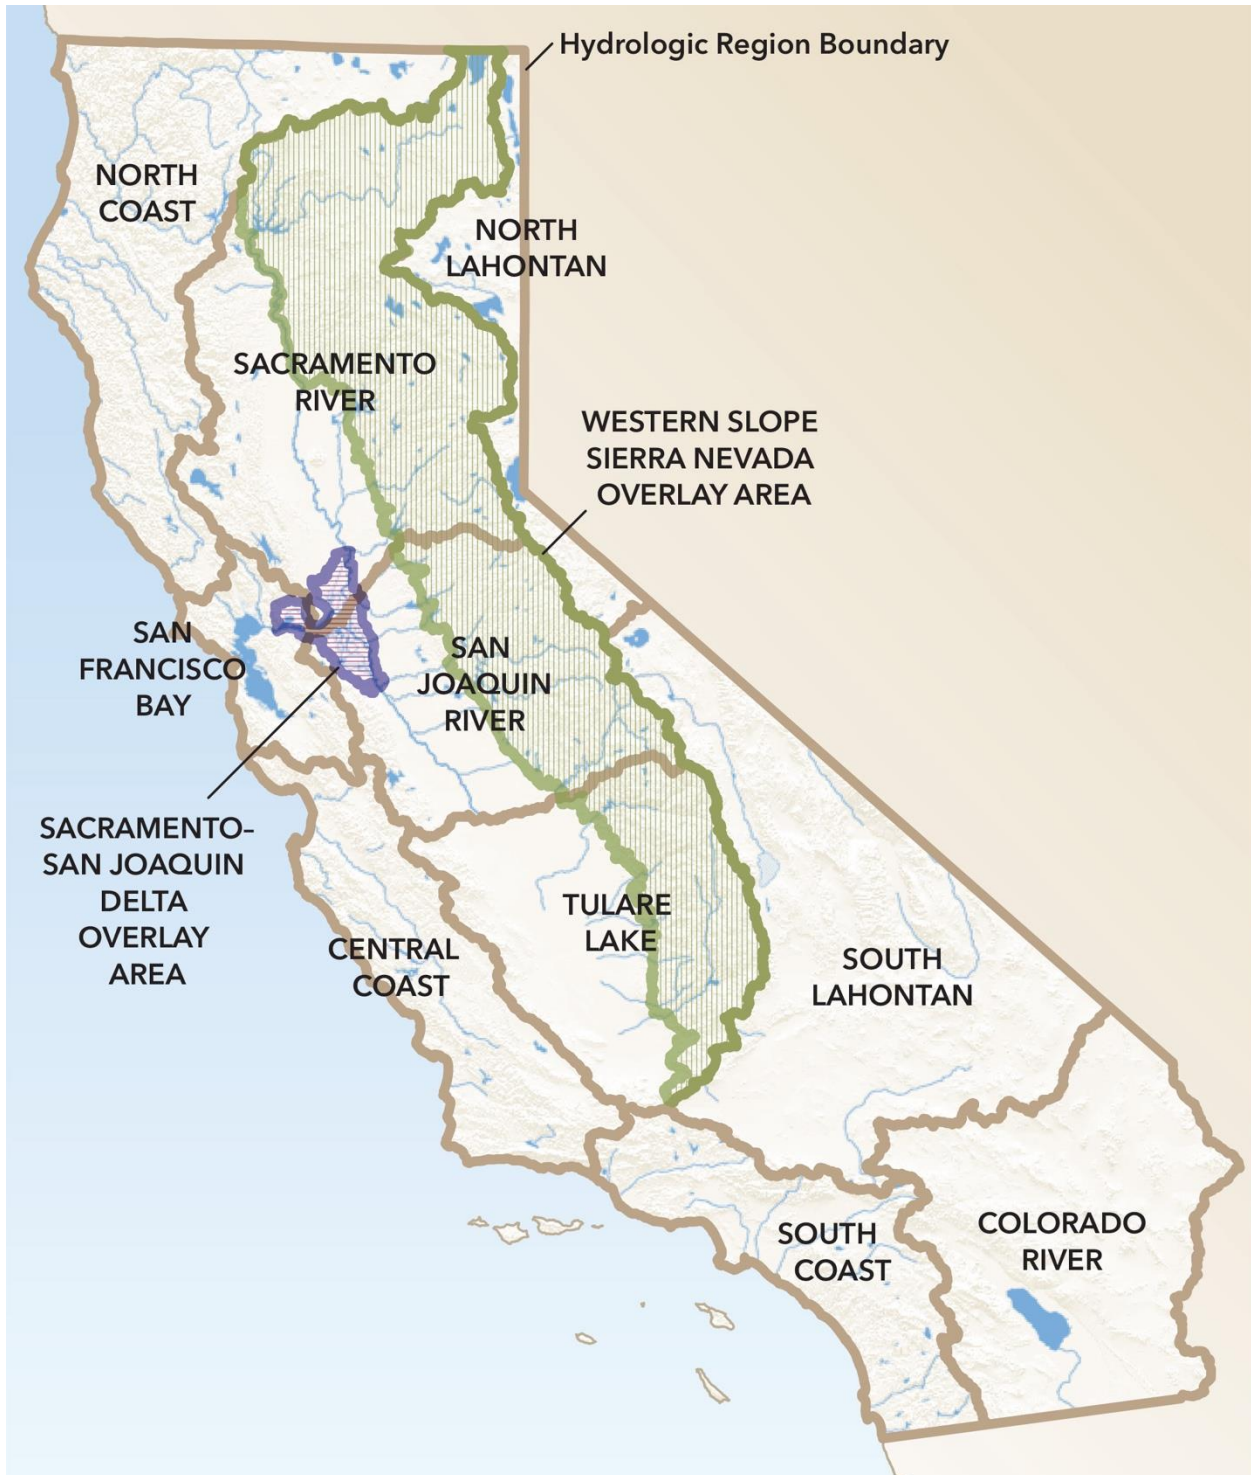 Hydrologic Region Boundary
NORTH
COAST
NORTH
LAHONTAN
SACRAMENTO
RIVER
WESTERN SLOPE
SIERRA NEVADA
OVERLAY AREA
SAN
FRANCISCO
BAY
SAN
JOAQUIN
RIVER
SACRAMENTO–
SAN JOAQUIN
DELTA
OVERLAY
AREA
TULARE
LAKE
CENTRAL
COAST
SOUTH
LAHONTAN
SOUTH
COAST
COLORADO
RIVER